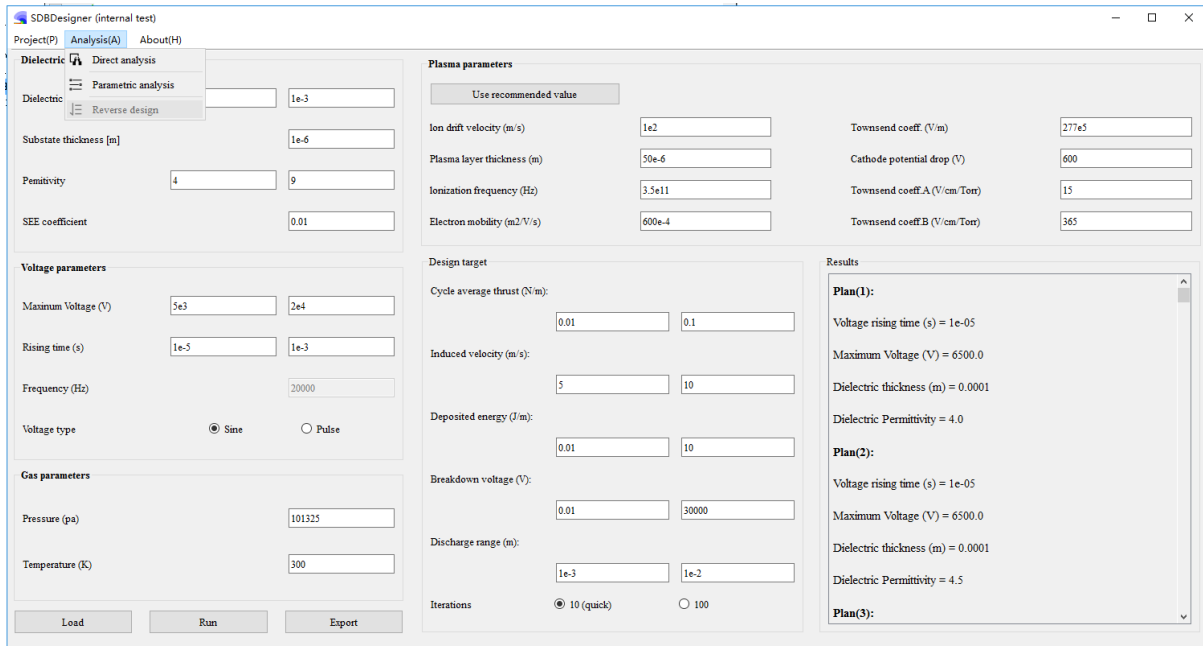 SDBDesigner (internal test)
Project(P) Analysis(A) About(H)
Direct analysis
Parametric analysis
Reverse design
Dielectric
Dielectric 1e-3
Substate thickness [m] 1e-6
Pemitivity 4 9
SEE coefficient 0.01
Voltage parameters
Maxinum Voltage (V) 5e3 2e4
Rising time (s) 1e-5 1e-3
Frequency (Hz) 20000
Voltage type Sine Pulse
Gas parameters
Pressure (pa) 101325
Temperature (K) 300
Load Run Export
Plasma parameters
Use recommended value
Ion drift velocity (m/s) 1e2 Townsend coeff. (V/m) 277e5
Plasma layer thickness (m) 50e-6 Cathode potential drop (V) 600
Ionization frequency (Hz) 3.5e11 Townsend coeff.A (V/cm/Torr) 15
Electron mobility (m2/V/s) 600e-4 Townsend coeff.B (V/cm/Torr) 365
Design target
Cycle average thrust (N/m):
0.01 0.1
Induced velocity (m/s):
5 10
Deposited energy (J/m):
0.01 10
Breakdown voltage (V):
0.01 30000
Discharge range (m):
1e-3 1e-2
Iterations 10 (quick) 100
Results
Plan(1):
Voltage rising time (s) = 1e-05
Maximum Voltage (V) = 6500.0
Dielectric thickness (m) = 0.0001
Dielectric Permittivity = 4.0
Plan(2):
Voltage rising time (s) = 1e-05
Maximum Voltage (V) = 6500.0
Dielectric thickness (m) = 0.0001
Dielectric Permittivity = 4.5
Plan(3):